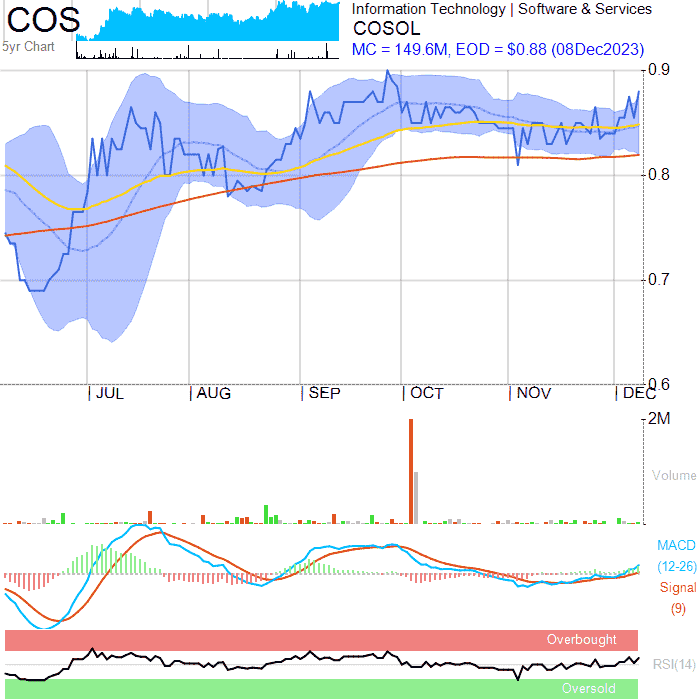 COS
5yr Chart
Information Technology | Software & Services
COSOL
MC = 149.6M, EOD = $0.88 (08Dec2023)
0.9
0.8
0.7
0.6
JUL
AUG
SEP
OCT
NOV
DEC
2M
Volume
MACD
(12-26)
Signal
(9)
Overbought
RSI(14)
Oversold